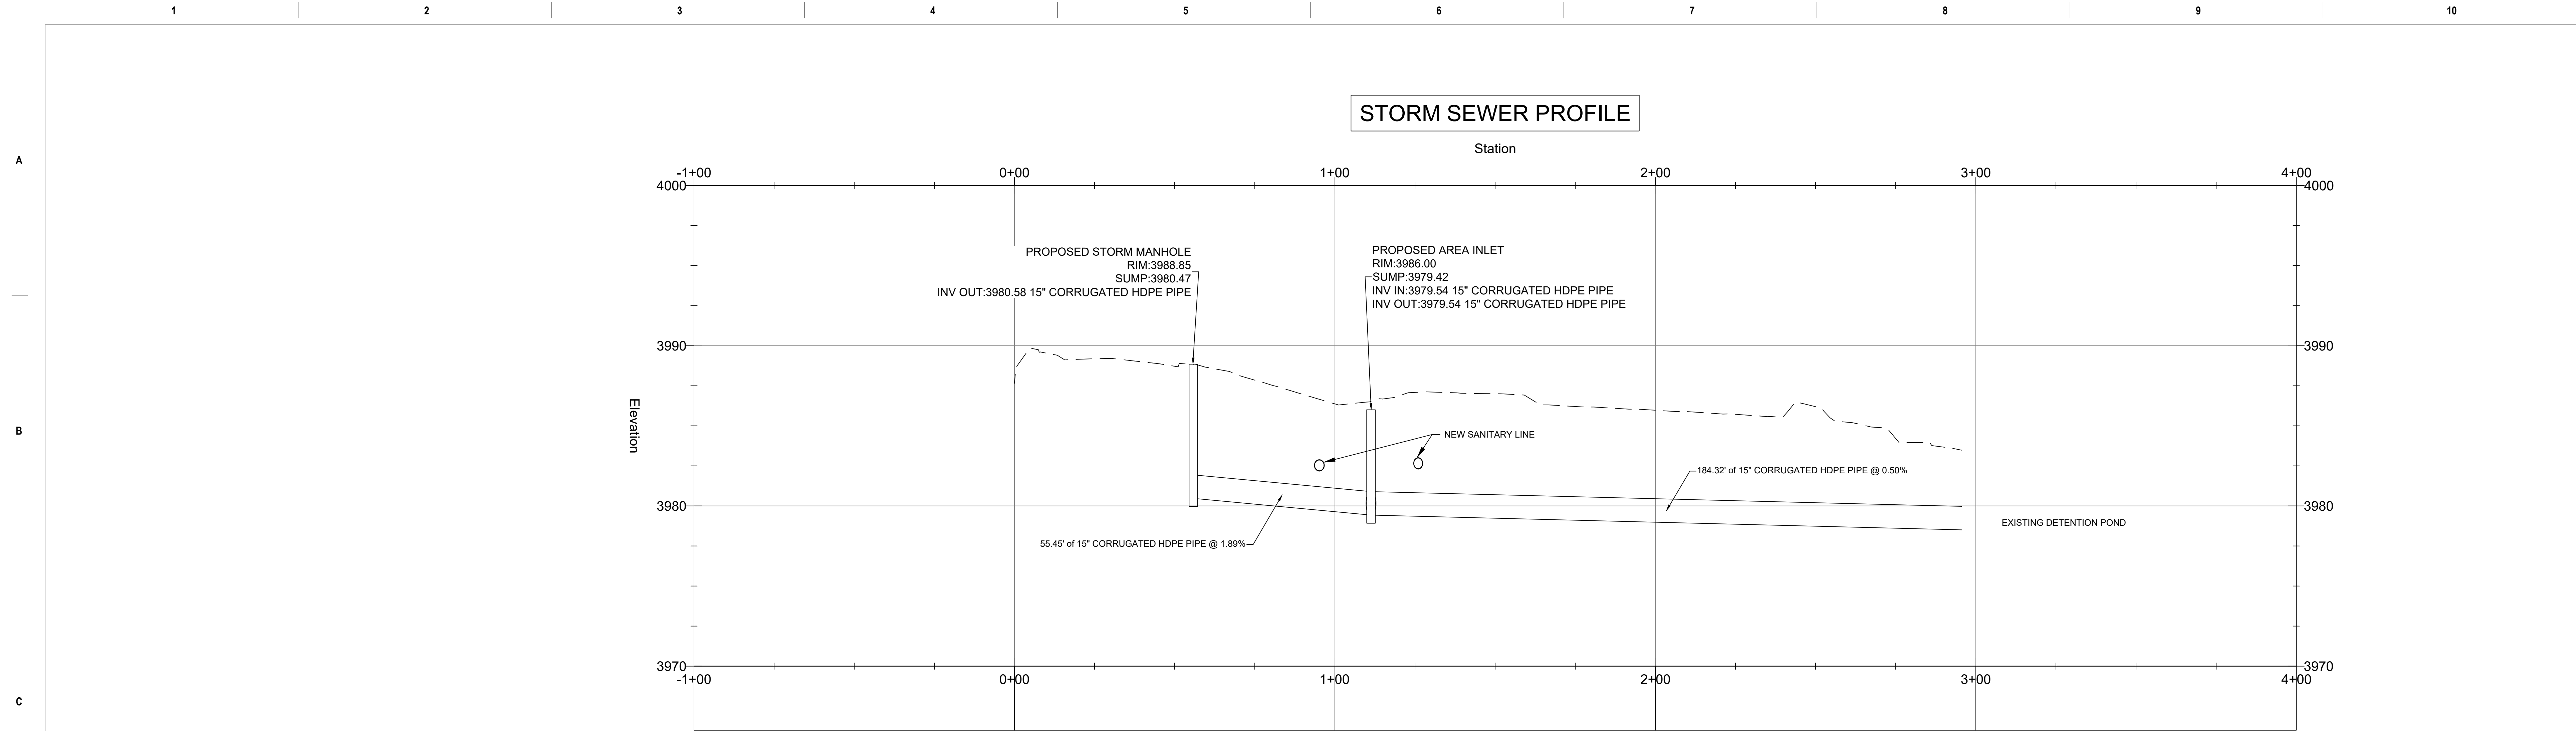 1 2 3 4 5 6 7 8 9 10
STORM SEWER PROFILE
Station
A
-1+00 0+00 1+00 2+00 3+00 4+00
4000 4000
PROPOSED STORM MANHOLE
RIM:3988.85
SUMP:3980.47
INV OUT:3980.58 15" CORRUGATED HDPE PIPE
PROPOSED AREA INLET
RIM:3986.00
SUMP:3979.42
INV IN:3979.54 15" CORRUGATED HDPE PIPE
INV OUT:3979.54 15" CORRUGATED HDPE PIPE
3990 3990
Elevation
B
NEW SANITARY LINE
184.32' of 15" CORRUGATED HDPE PIPE @ 0.50%
3980 3980
EXISTING DETENTION POND
55.45' of 15" CORRUGATED HDPE PIPE @ 1.89%
3970 3970
-1+00 0+00 1+00 2+00 3+00 4+00
C